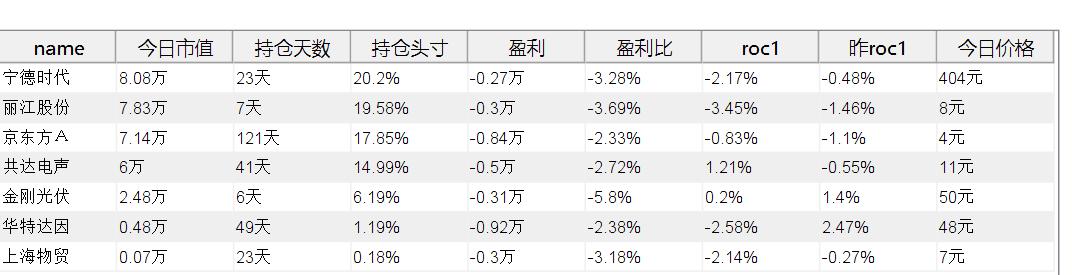 name 今日市值 持仓天数 持仓头寸 盈利 盈利比 roc1 昨roc1 今日价格
宁德时代 8.08万 23天 20.2% -0.27万 -3.28% -2.17% -0.48% 404元
丽江股份 7.83万 7天 19.58% -0.3万 -3.69% -3.45% -1.46% 8元
京东方Ａ 7.14万 121天 17.85% -0.84万 -2.33% -0.83% -1.1% 4元
共达电声 6万 41天 14.99% -0.5万 -2.72% 1.21% -0.55% 11元
金刚光伏 2.48万 6天 6.19% -0.31万 -5.8% 0.2% 1.4% 50元
华特达因 0.48万 49天 1.19% -0.92万 -2.38% -2.58% 2.47% 48元
上海物贸 0.07万 23天 0.18% -0.3万 -3.18% -2.14% -0.27% 7元